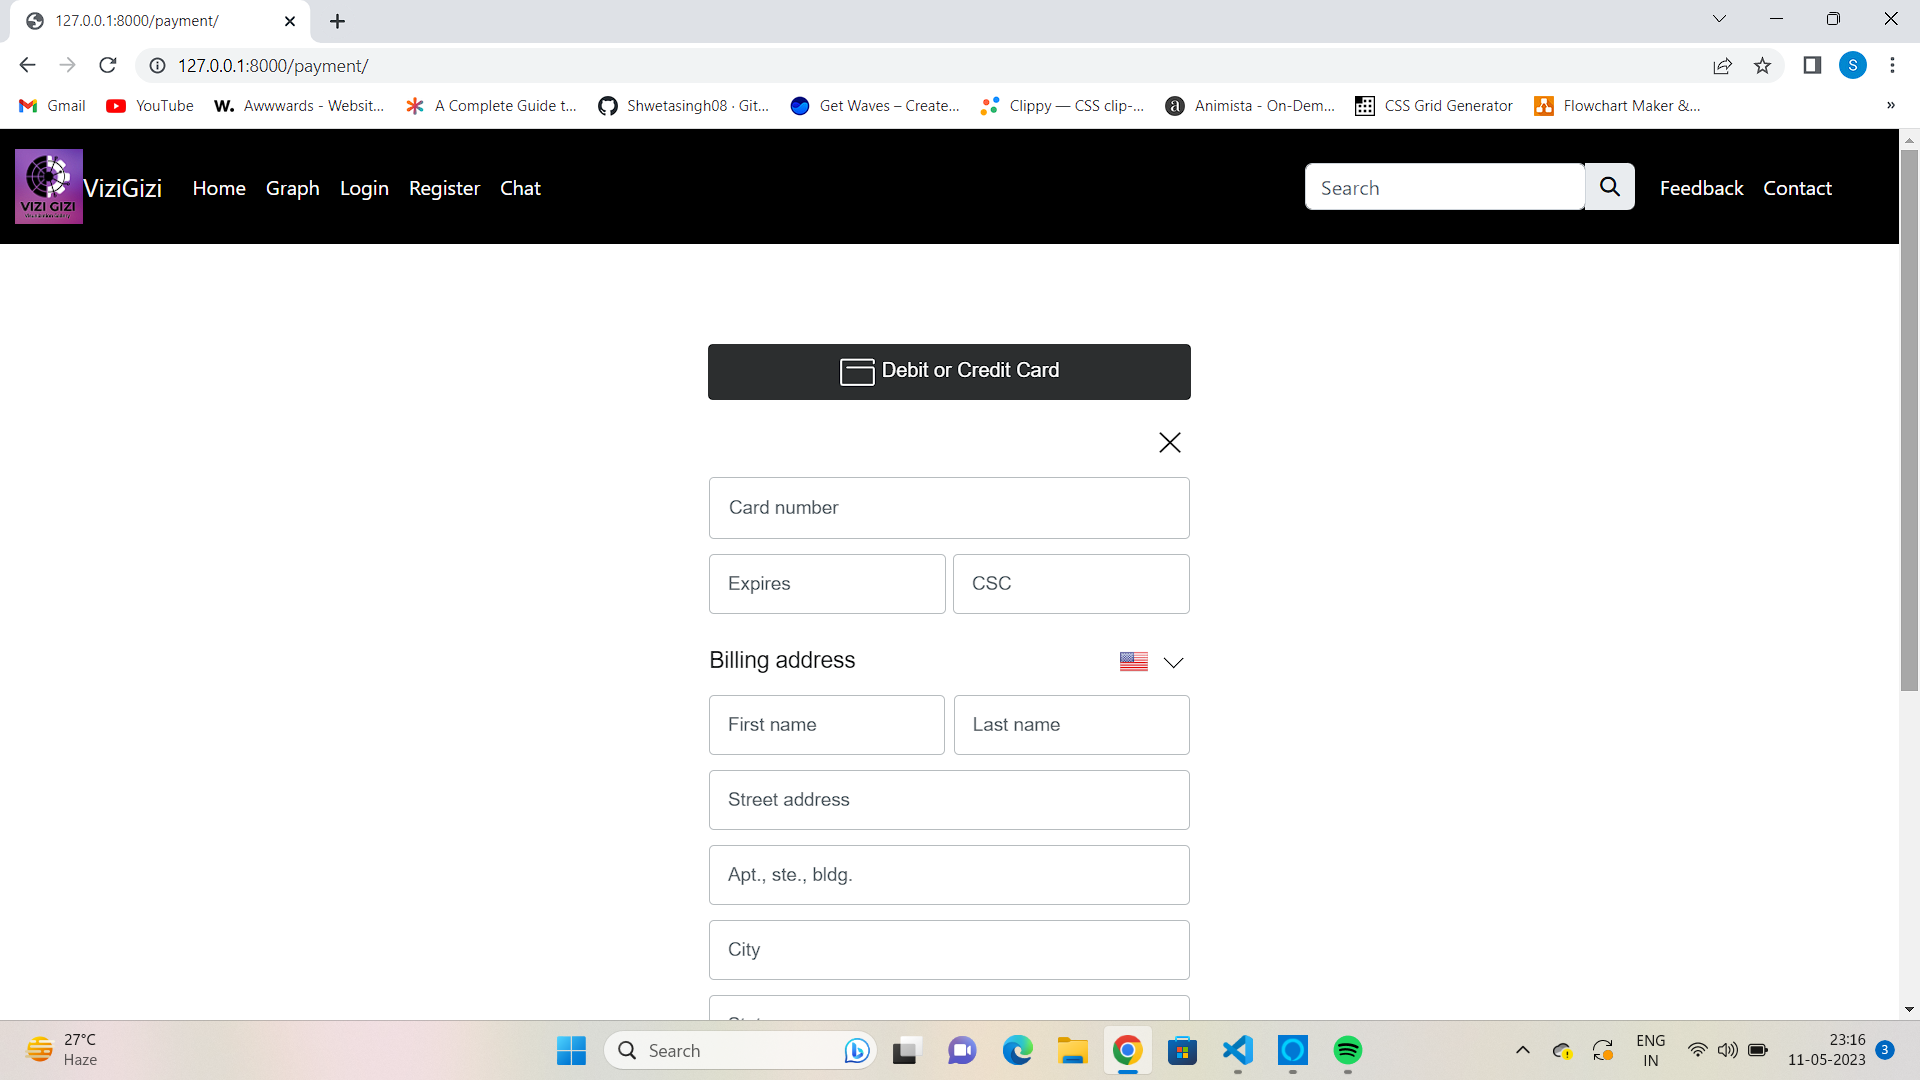 127.0.0.1:8000/payment/
127.0.0.1:8000/payment/
S
Gmail
YouTube
W. Awwwards - Websit...
A Complete Guide t...
Shwetasingh08 · Git...
Get Waves – Create...
Clippy — CSS clip-...
a Animista - On-Dem...
CSS Grid Generator
Flowchart Maker &...
»
VIZI GIZI
ViziGizi
Home
Graph
Login
Register
Chat
Search
Feedback
Contact
Debit or Credit Card
Card number
Expires
CSC
Billing address
First name
Last name
Street address
Apt., ste., bldg.
City
27°C
Haze
Search
ENG
IN
23:16
11-05-2023
3